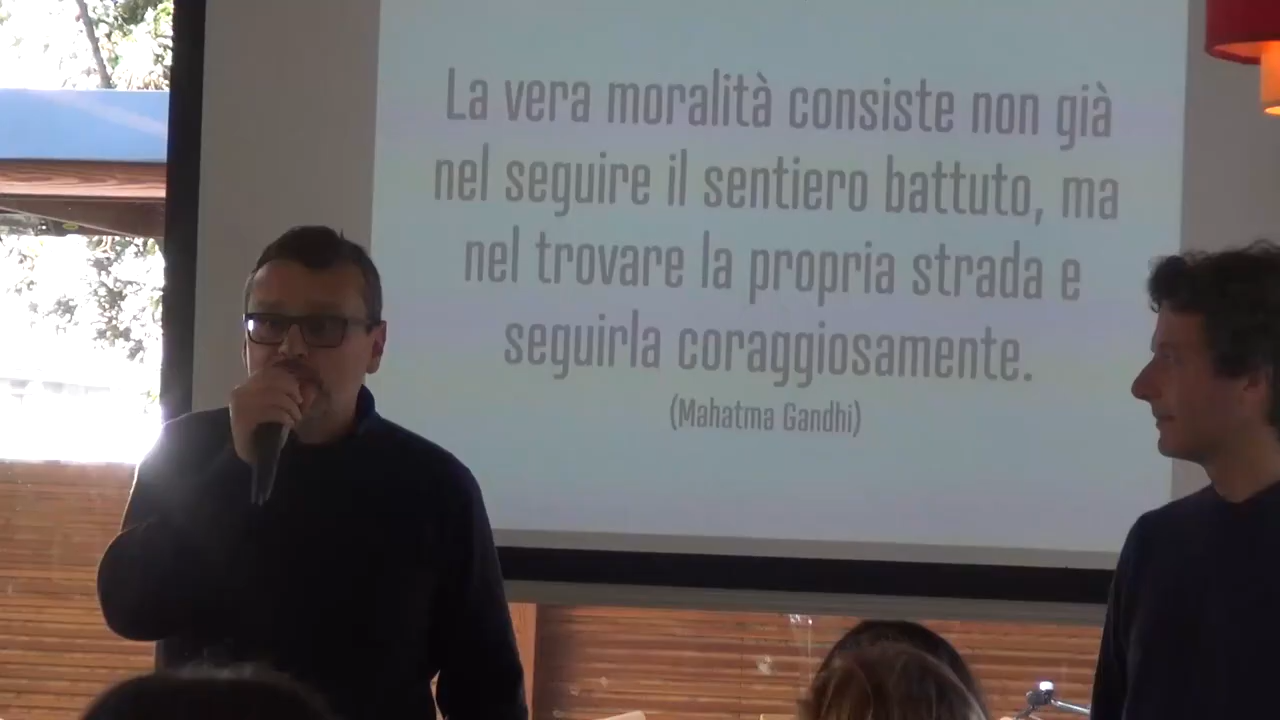 La vera moralità consiste non già
nel seguire il sentiero battuto, ma
nel trovare la propria strada e
seguirla coraggiosamente.
(Mahatma Gandhi)